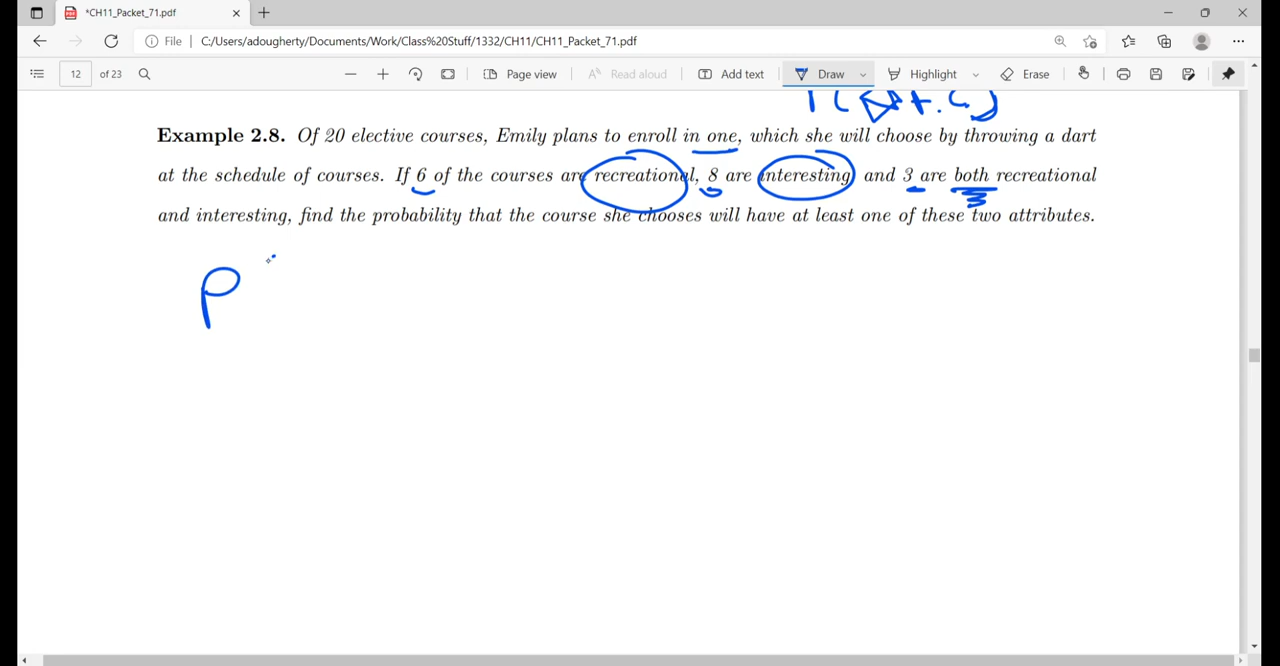 *CH11_Packet_71.pdf
File C:/Users/adougherty/Documents/Work/Class%20Stuff/1332/CH11/CH11_Packet_71.pdf
12 of 23 Page view Read aloud Add text Draw Highlight Erase
Example 2.8. Of 20 elective courses, Emily plans to enroll in one, which she will choose by throwing a dart
at the schedule of courses. If 6 of the courses are recreational, 8 are interesting and 3 are both recreational
and interesting, find the probability that the course she chooses will have at least one of these two attributes.
P